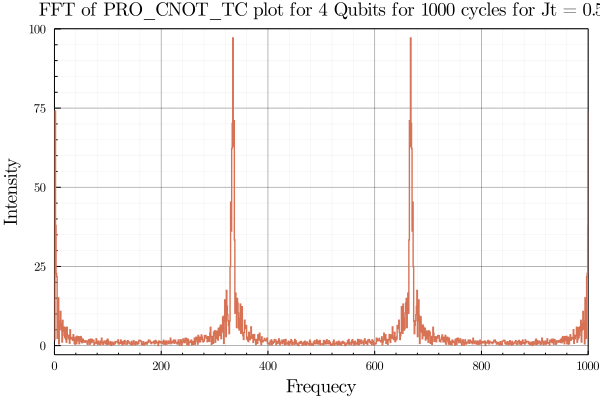 FFT of PRO_CNOT_TC plot for 4 Qubits for 1000 cycles for Jt = 0.5
100
75
50
25
0
Intensity
0 200 400 600 800 1000
Frequecy